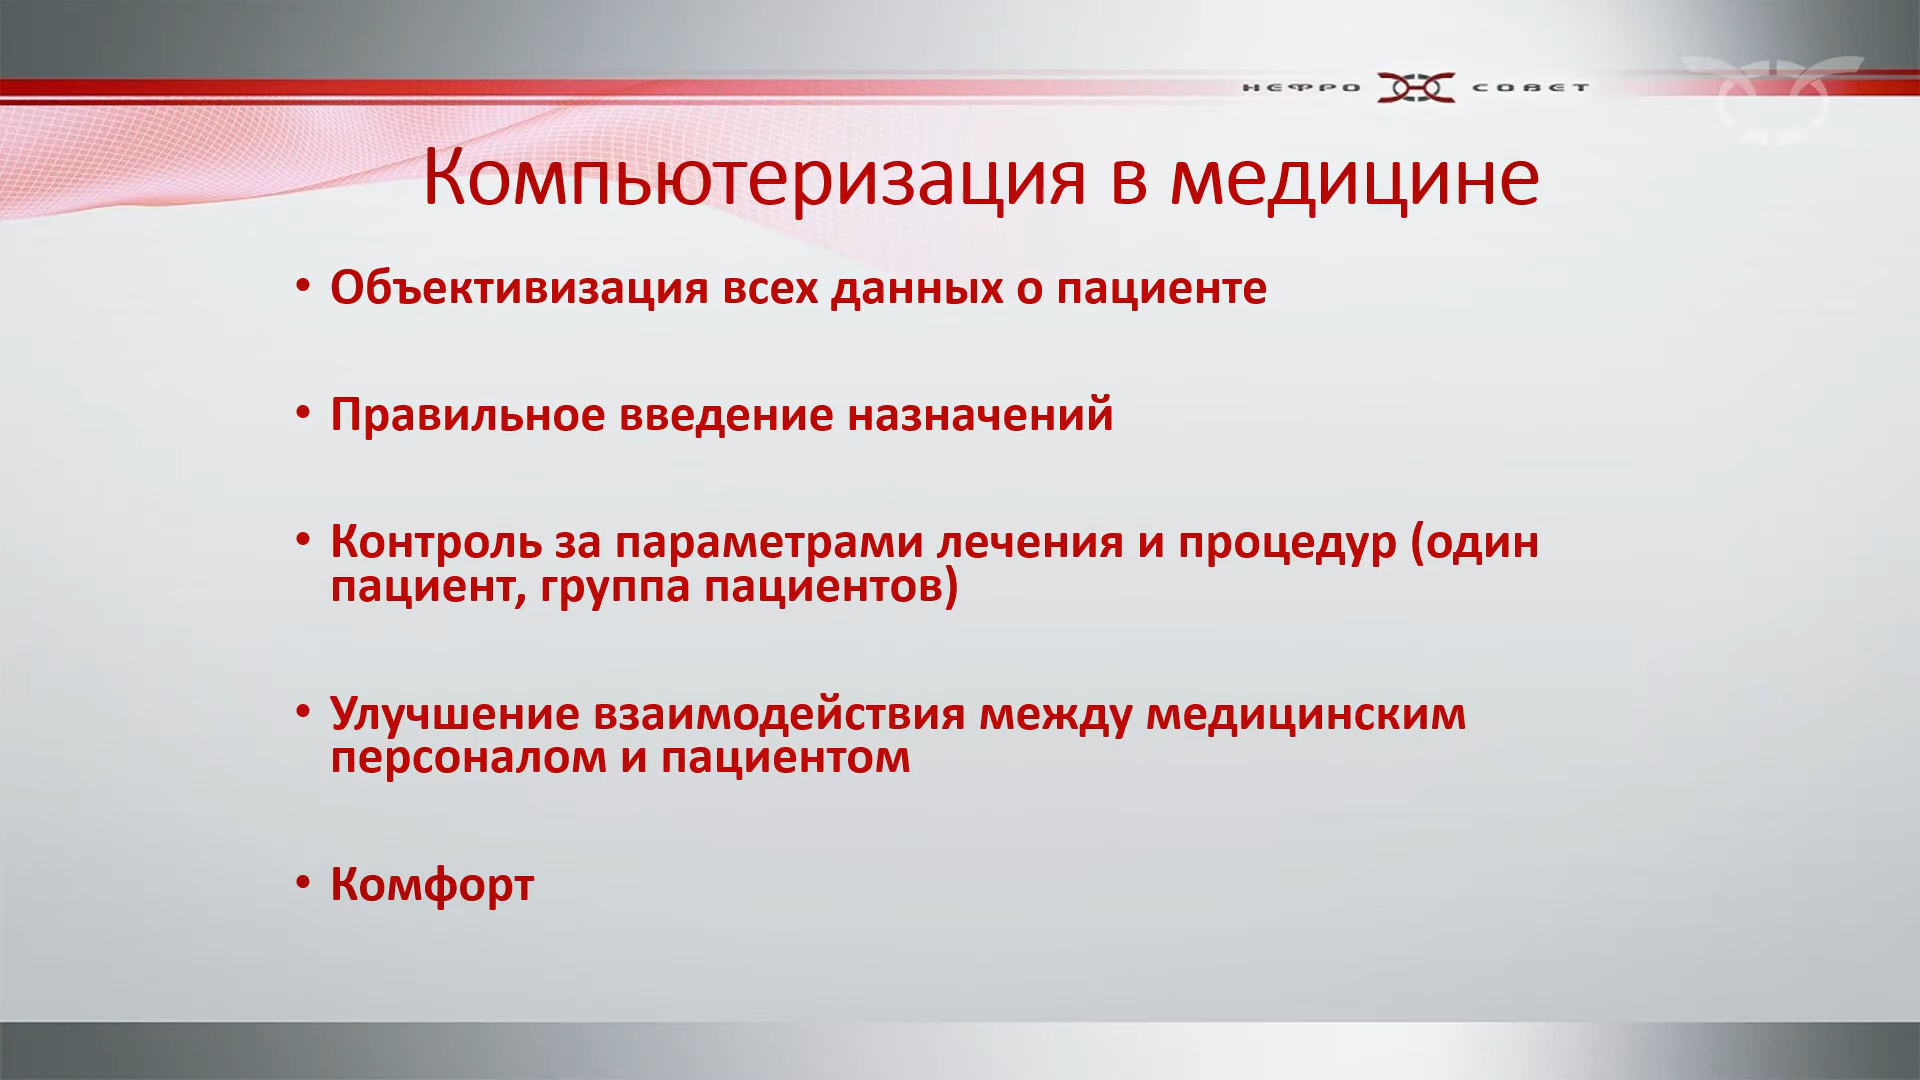 НЕФРО СОВЕТ
Компьютеризация в медицине
• Объективизация всех данных о пациенте
• Правильное введение назначений
• Контроль за параметрами лечения и процедур (один
пациент, группа пациентов)
• Улучшение взаимодействия между медицинским
персоналом и пациентом
• Комфорт